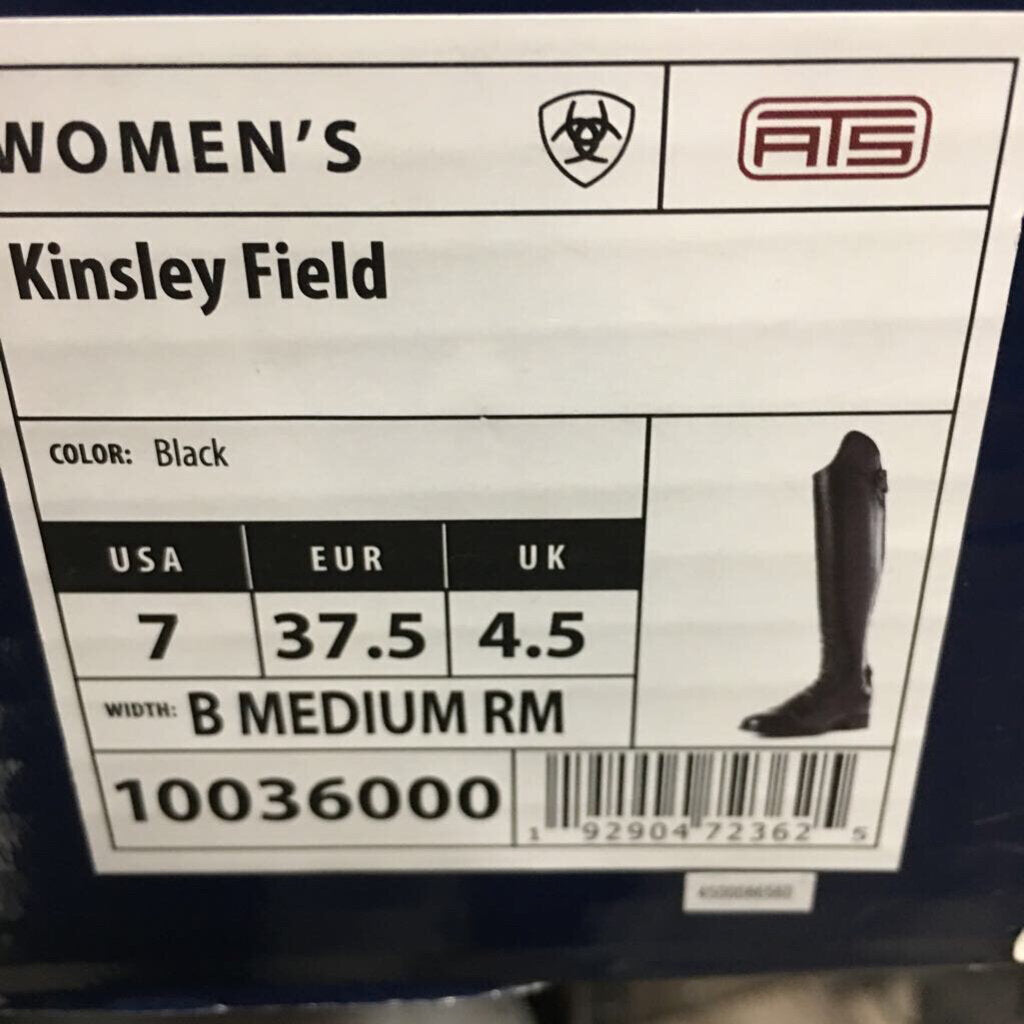 WOMEN'S
ATS
Kinsley Field
COLOR: Black
USA EUR UK
7 37.5 4.5
WIDTH: B MEDIUM RM
10036000
1 92904 72362 5